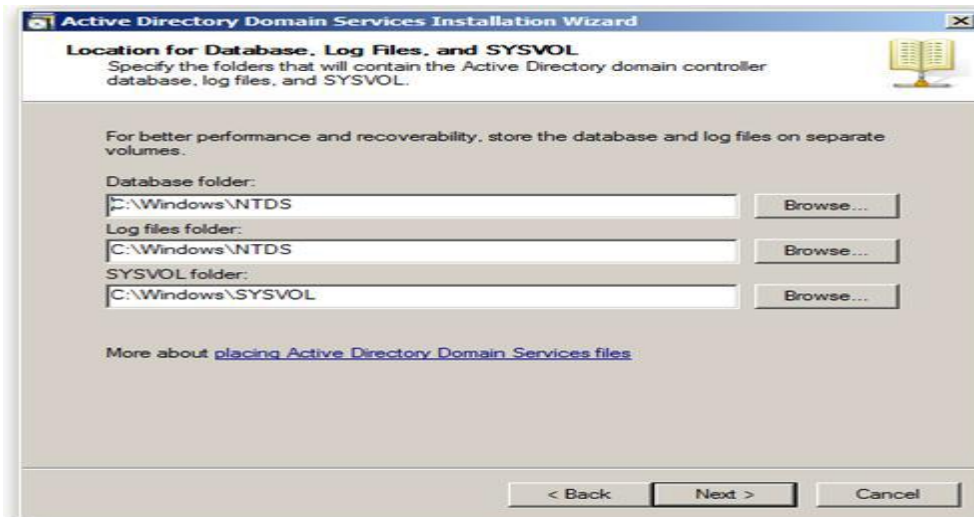 Active Directory Domain Services Installation Wizard
Location for Database, Log Files, and SYSVOL
Specify the folders that will contain the Active Directory domain controller
database, log files, and SYSVOL.
For better performance and recoverability, store the database and log files on separate
volumes.
Database folder:
C:\Windows\NTDS
Browse...
Log files folder:
C:\Windows\NTDS
Browse...
SYSVOL folder:
C:\Windows\SYSVOL
Browse...
More about placing Active Directory Domain Services files
< Back
Next >
Cancel